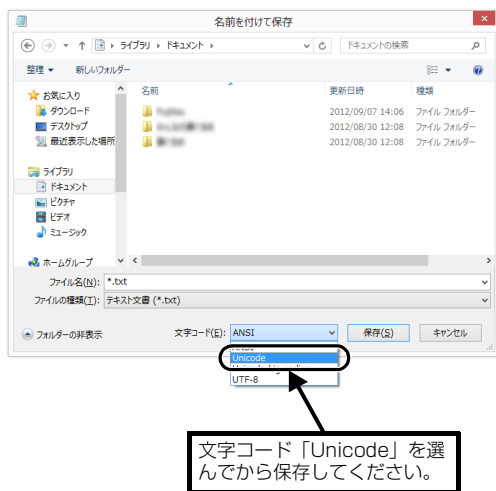 名前を付けて保存
ライブラリ ドキュメント
ドキュメントの検索
整理 新しいフォルダー
名前 更新日時 種類
お気に入り
ダウンロード
デスクトップ
最近表示した場所
2012/09/07 14:06 ファイル フォルダー
2012/08/30 12:08 ファイル フォルダー
2012/08/30 12:08 ファイル フォルダー
ライブラリ
ドキュメント
ピクチャ
ビデオ
ミュージック
ホームグループ
ファイル名(N): *.txt
ファイルの種類(T): テキスト文書 (*.txt)
フォルダーの非表示 文字コード(E): ANSI 保存(S) キャンセル
ANSI
Unicode
UTF-8
文字コード「Unicode」を選
んでから保存してください。